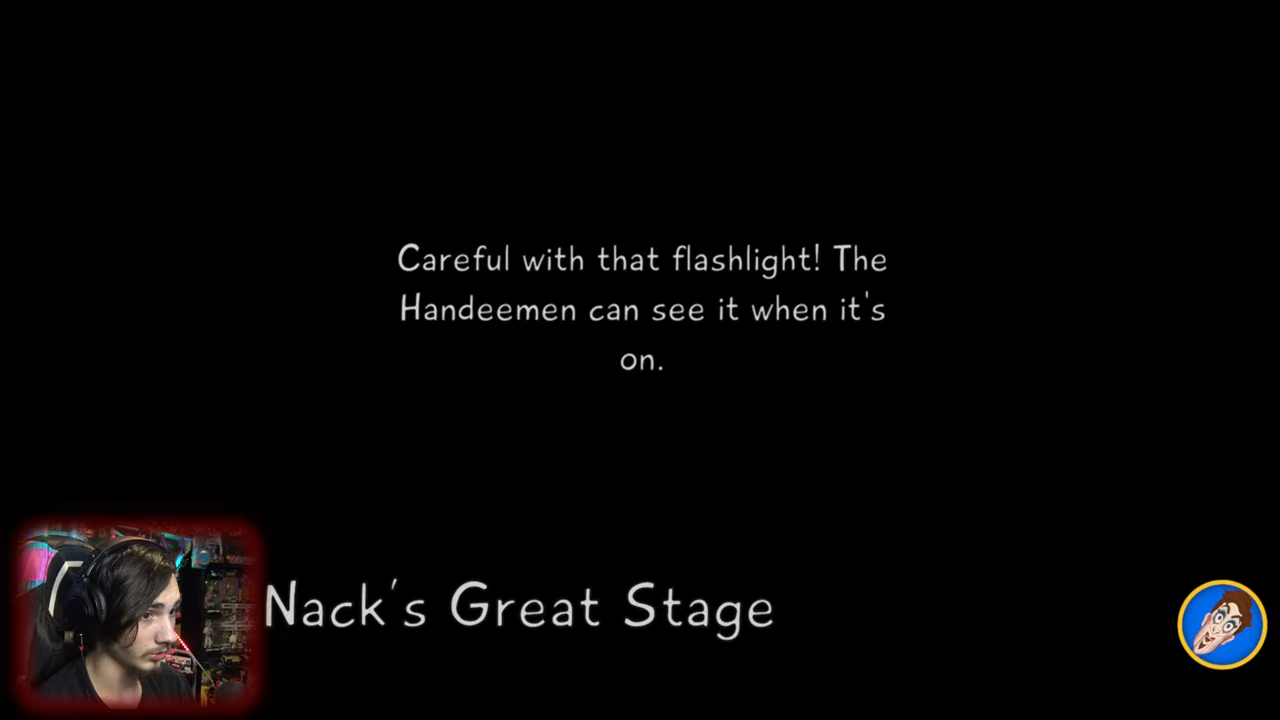 Careful with that flashlight! The
Handeemen can see it when it's
on.
Nack's Great Stage